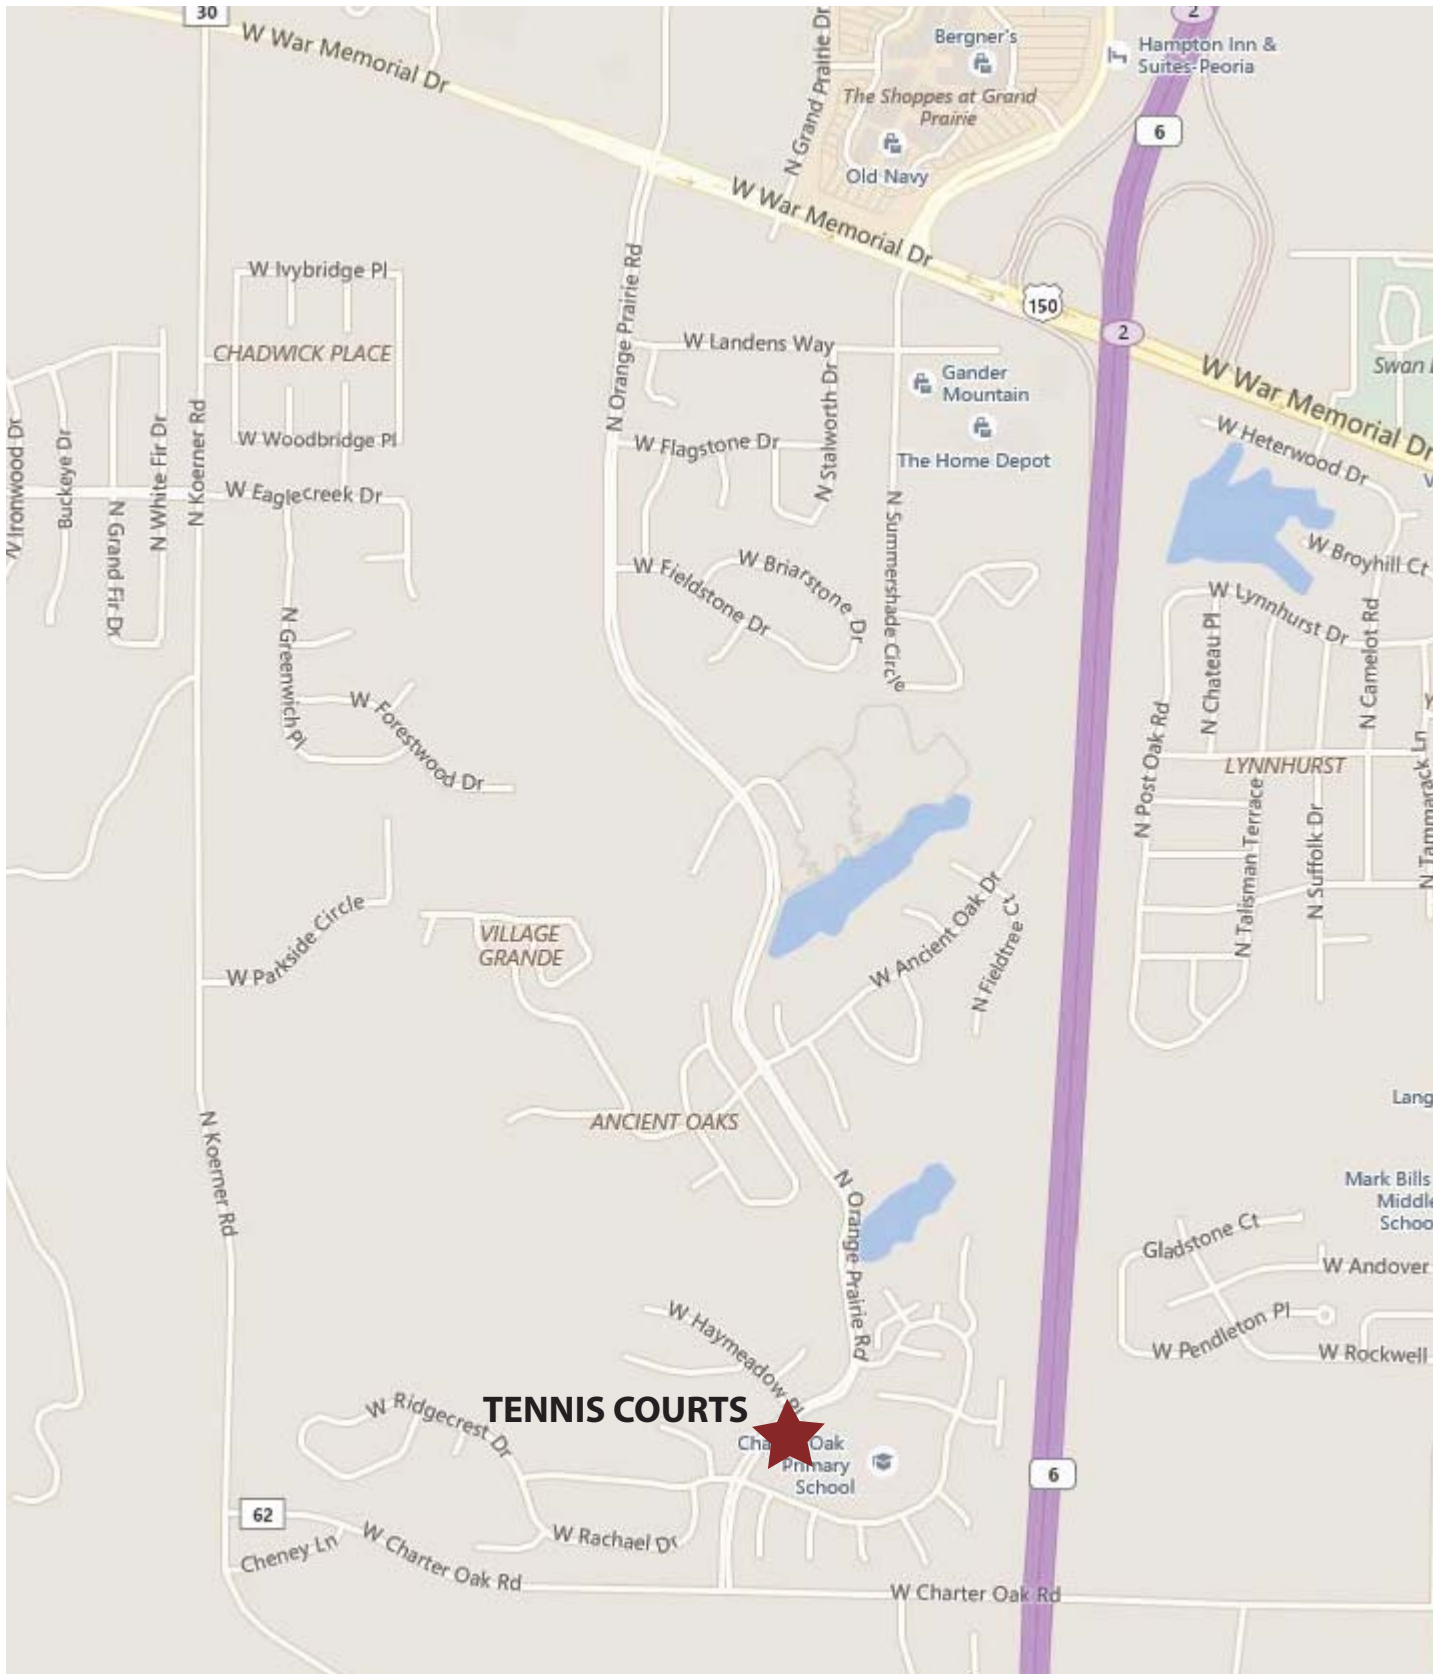 30
W War Memorial Dr
N Grand Prairie Dr
Bergner's
2
Hampton Inn &
Suites-Peoria
The Shoppes at Grand
Prairie
6
Old Navy
W War Memorial Dr
W Ivybridge Pl
N Orange Prairie Rd
150
2
CHADWICK PLACE
W Landens Way
Gander
Mountain
W War Memorial Dr
Swan
N Stalworth Dr
N Koerner Rd
W Woodbridge Pl
W Flagstone Dr
The Home Depot
W Heterwood Dr
Buckeye Dr
N White Fir Dr
W Eaglecreek Dr
N Grand Fir Dr
N Summershade Circle
W Broyhill Ct
W Fieldstone Dr
W Briarstone Dr
W Lynnhurst Dr
N Greenwich Pl
N Chateau Pl
N Camelot Rd
W Forestwood Dr
N Post Oak Rd
LYNNHURST
N Talisman Terrace
N Suffolk Dr
N Tammarack Ln
W Parkside Circle
VILLAGE
GRANDE
W Ancient Oak Dr
N Fieldtree Ct
ANCIENT OAKS
N Koerner Rd
Lang
Mark Bills
Middle
Schoo
N Orange Prairie Rd
Gladstone Ct
W Andover
W Haymeadow Pl
W Pendleton Pl
W Rockwell
W Ridgecrest Dr
TENNIS COURTS
Cha Oak
Primary
School
6
62
Cheney Ln
W Charter Oak Rd
W Rachael Dr
W Charter Oak Rd